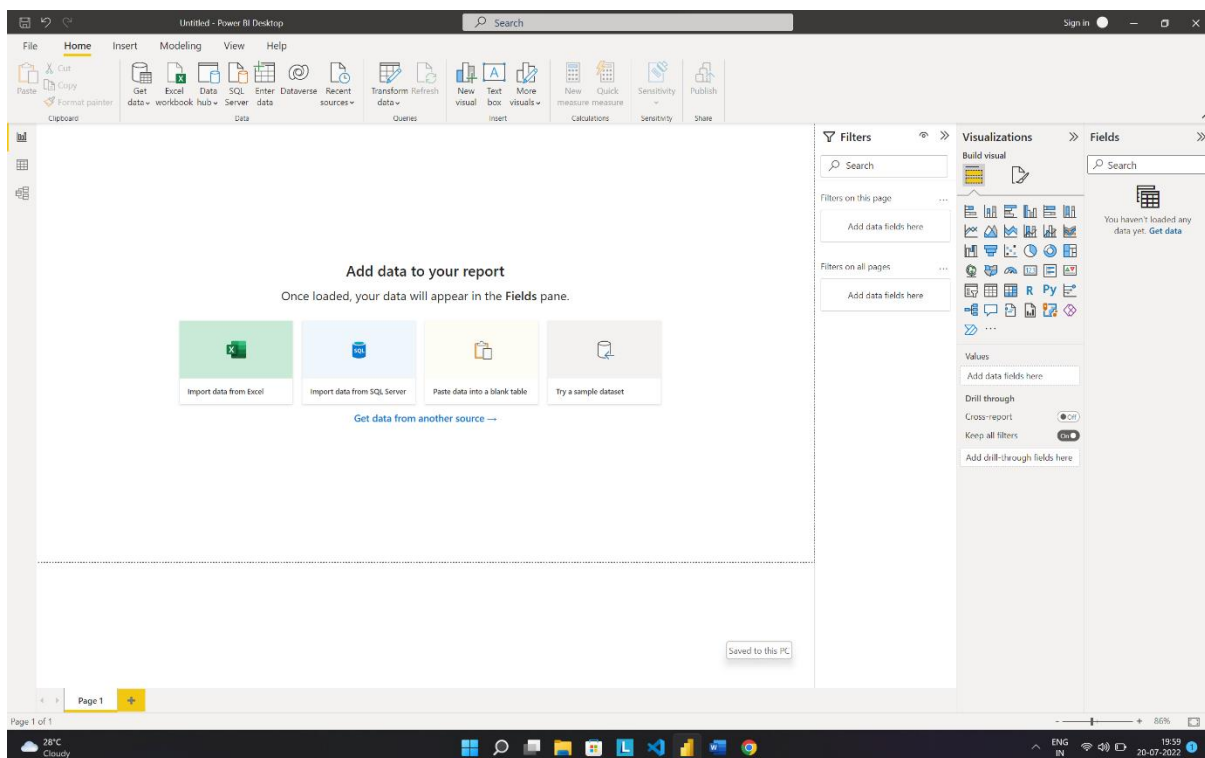 Untitled - Power BI Desktop
Search
Sign in
File Home Insert Modeling View Help
Paste
Cut
Copy
Format painter
Get data
Excel workbook
Data hub
SQL Server
Enter data
Dataverse
Recent sources
Transform data
Refresh
New visual
Text box
More visuals
New measure
Quick measure
Sensitivity
Publish
Clipboard
Data
Queries
Insert
Calculations
Sensitivity
Share
Add data to your report
Once loaded, your data will appear in the Fields pane.
SQL
Import data from Excel
Import data from SQL Server
Paste data into a blank table
Try a sample dataset
Get data from another source →
Saved to this PC
Filters
Search
Filters on this page ...
Add data fields here
Filters on all pages ...
Add data fields here
Visualizations
Build visual
R Py
...
Values
Add data fields here
Drill through
Cross-report
Off
Keep all filters
On
Add drill-through fields here
Fields
Search
You haven't loaded any
data yet. Get data
Page 1
Page 1 of 1
86%
28°C
Cloudy
ENG
IN
19:59
20-07-2022
1